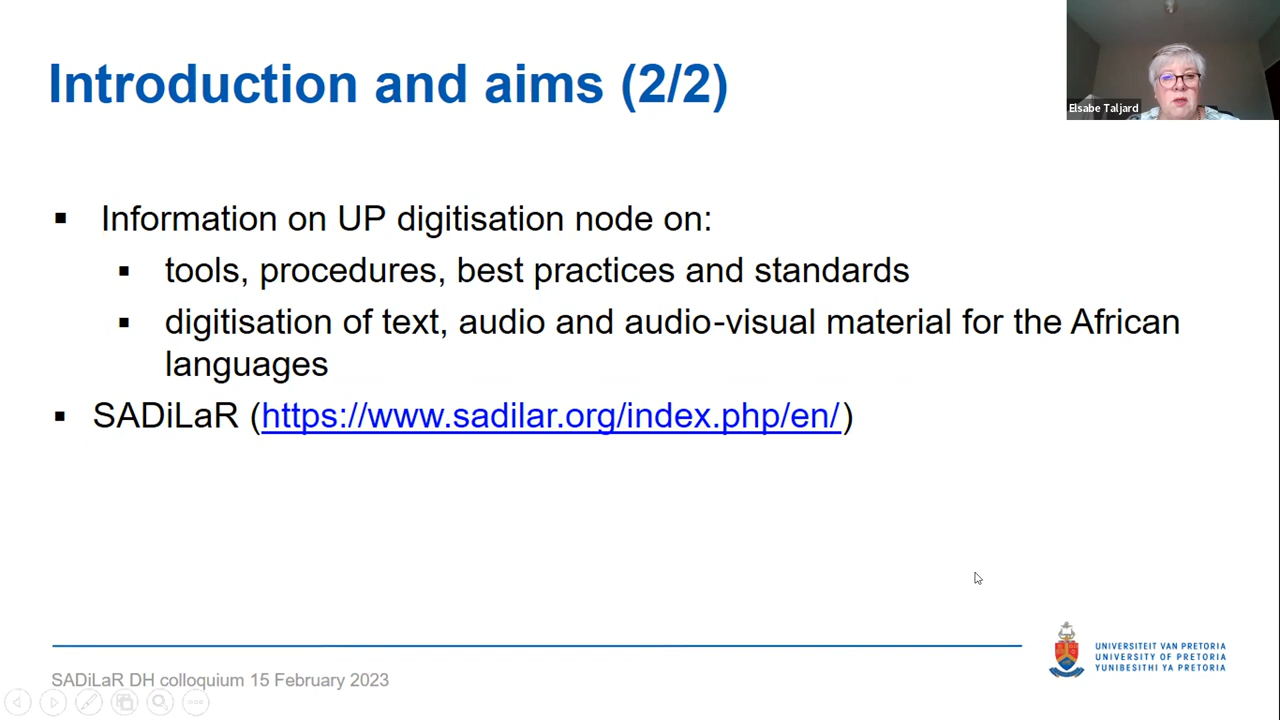 Introduction and aims (2/2)
Elsabe Taljard
▪ Information on UP digitisation node on:
▪ tools, procedures, best practices and standards
▪ digitisation of text, audio and audio-visual material for the African
languages
▪ SADiLaR (https://www.sadilar.org/index.php/en/)
UNIVERSITEIT VAN PRETORIA
UNIVERSITY OF PRETORIA
YUNIBESITHI YA PRETORIA
SADiLaR DH colloquium 15 February 2023